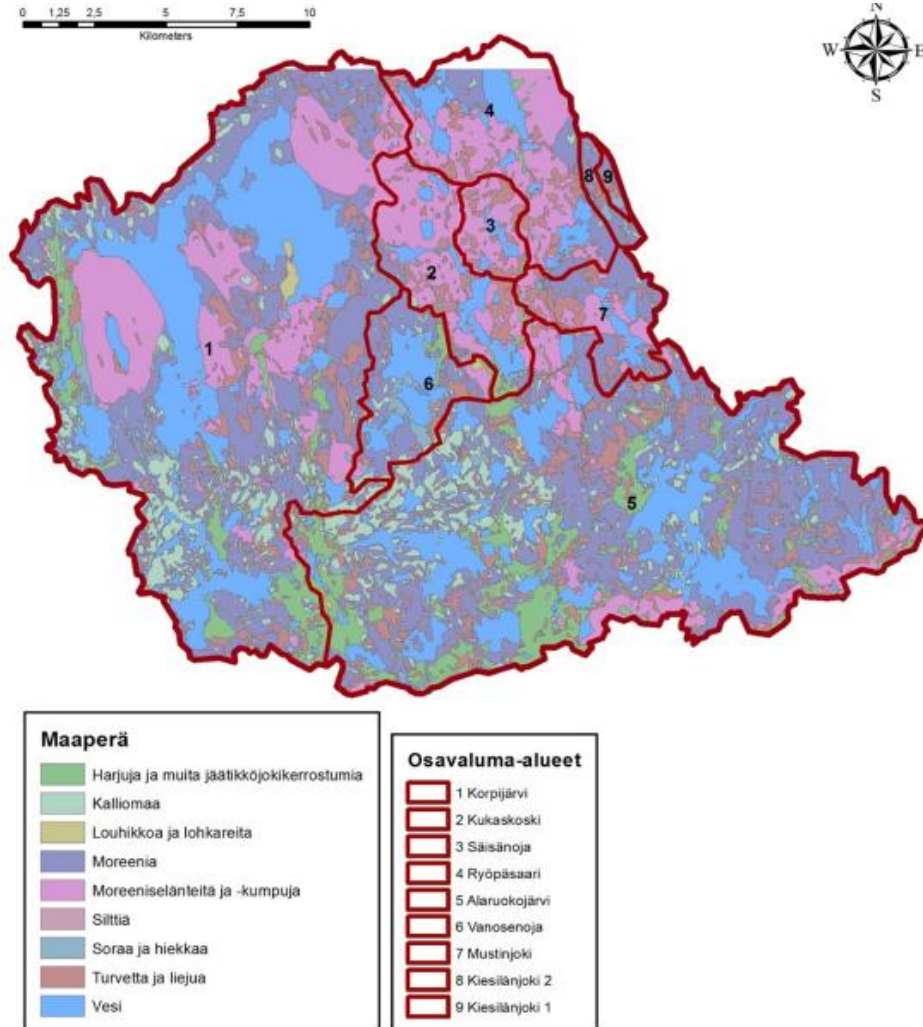 0 1,25 2,5 5 7,5 10
Kilometers
N
W E
S
4
8 9
3
2
7
1
6
5
Maaperä
Harjuja ja muita jäätikköjokikerrostumia
Kalliomaa
Louhikkoa ja lohkareita
Moreenia
Moreeniselänteitä ja -kumpuja
Silttiä
Soraa ja hiekkaa
Turvetta ja liejua
Vesi
Osavaluma-alueet
1 Korpijärvi
2 Kukaskoski
3 Säisänoja
4 Ryöpäsaari
5 Alaruokojärvi
6 Vanosenoja
7 Mustinjoki
8 Kiesilänjoki 2
9 Kiesilänjoki 1